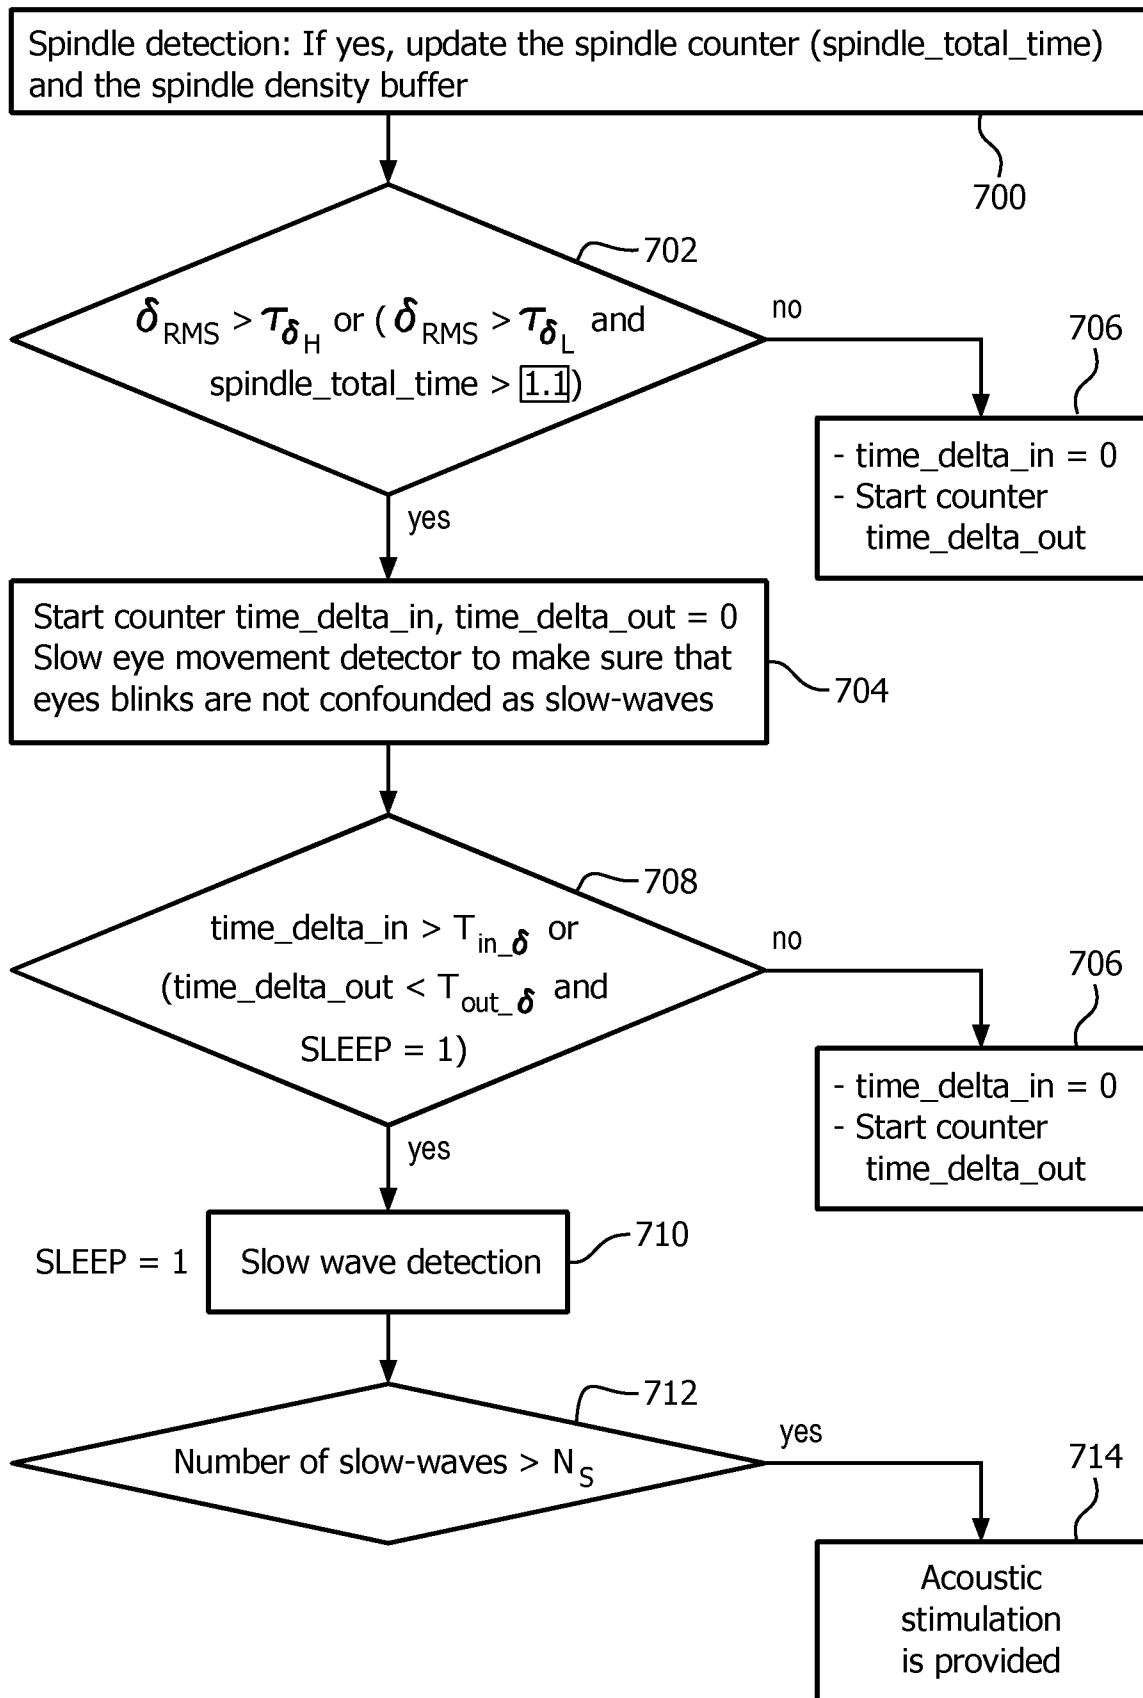 Spindle detection: If yes, update the spindle counter (spindle_total_time)
and the spindle density buffer
700
702
δRMS > τδH or ( δRMS > τδL and
spindle_total_time > 1.1)
no
706
- time_delta_in = 0
- Start counter
time_delta_out
yes
Start counter time_delta_in, time_delta_out = 0
Slow eye movement detector to make sure that
eyes blinks are not confounded as slow-waves
704
708
time_delta_in > Tin_δ or
(time_delta_out < Tout_δ and
SLEEP = 1)
no
706
- time_delta_in = 0
- Start counter
time_delta_out
yes
SLEEP = 1
Slow wave detection
710
712
Number of slow-waves > NS
yes
714
Acoustic
stimulation
is provided